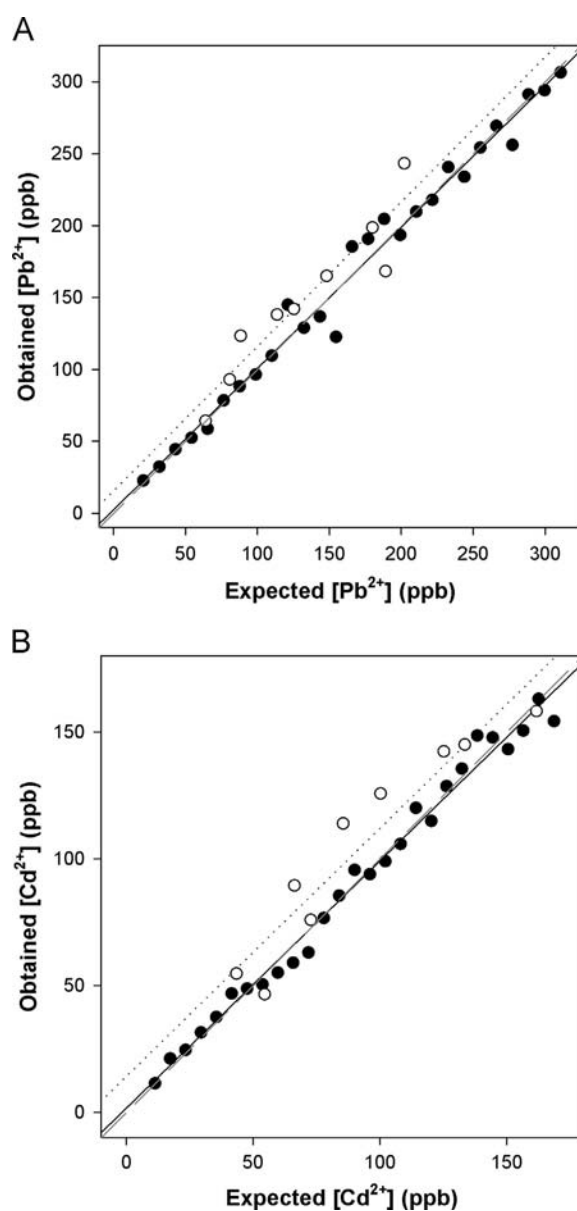 A
300
250
200
150
100
50
0
Obtained [Pb²⁺] (ppb)
0 50 100 150 200 250 300
Expected [Pb²⁺] (ppb)
B
150
100
50
0
Obtained [Cd²⁺] (ppb)
0 50 100 150
Expected [Cd²⁺] (ppb)